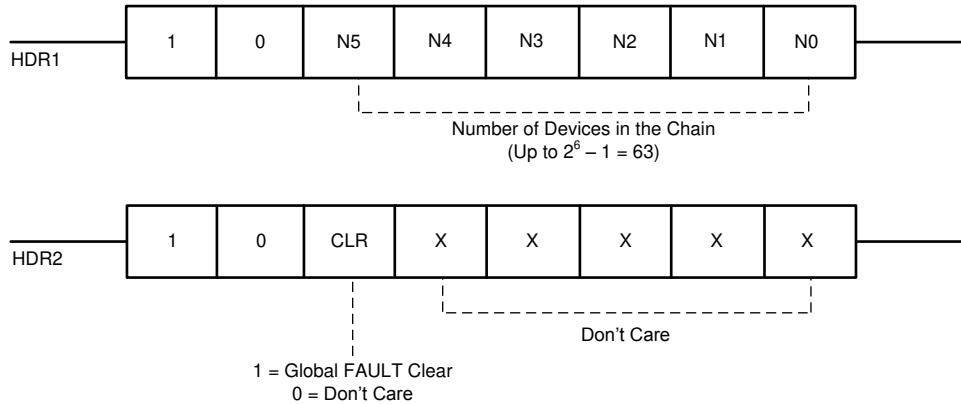 HDR1 1 0 N5 N4 N3 N2 N1 N0
Number of Devices in the Chain
(Up to 2⁶ – 1 = 63)
HDR2 1 0 CLR X X X X X
Don't Care
1 = Global FAULT Clear
0 = Don't Care